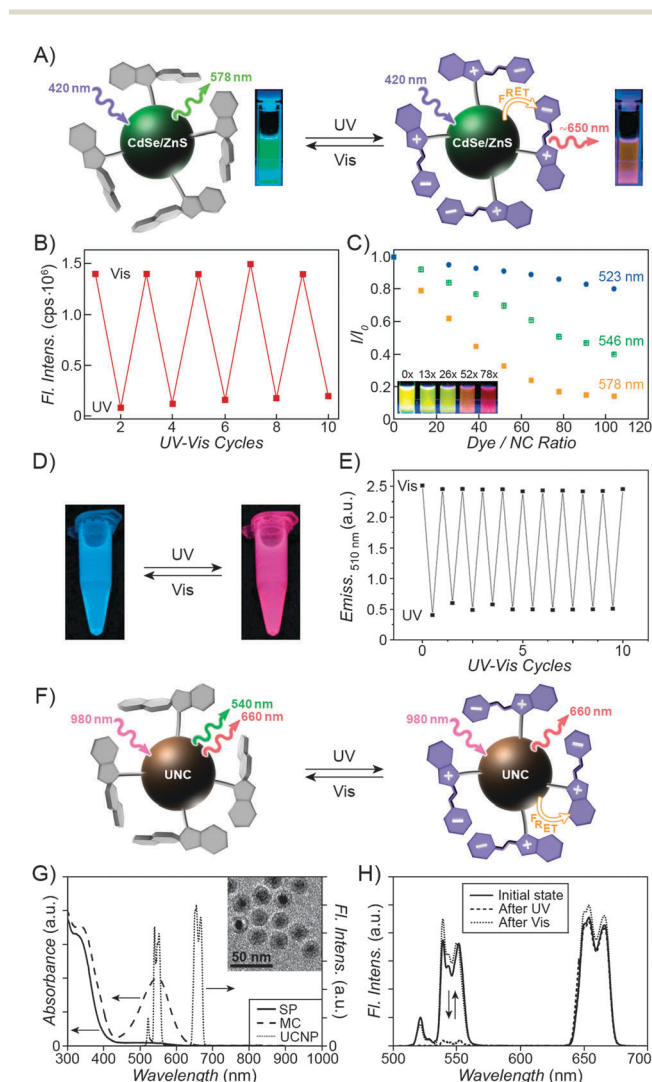 A)
420 nm
578 nm
CdSe/ZnS
UV
Vis
420 nm
FRET
CdSe/ZnS
~650 nm
B)
Fl. Intens. (cps·10⁶)
1.5
1.0
0.5
0
Vis
UV
2 4 6 8 10
UV-Vis Cycles
C)
I/I₀
1.0
0.8
0.6
0.4
0.2
0
523 nm
546 nm
578 nm
0x 13x 26x 52x 78x
0 20 40 60 80 100 120
Dye / NC Ratio
D)
UV
Vis
E)
Emiss. 510 nm (a.u.)
2.5
2.0
1.5
1.0
0.5
0
Vis
UV
0 5 10
UV-Vis Cycles
F)
980 nm
540 nm
660 nm
UNC
UV
Vis
980 nm
660 nm
UNC
FRET
G)
Absorbance (a.u.)
Fl. Intens. (a.u.)
50 nm
SP
MC
UCNP
0
0
300 400 500 600 700 800 900 1000
Wavelength (nm)
H)
Fl. Intens. (a.u.)
Initial state
After UV
After Vis
0
500 550 600 650 700
Wavelength (nm)